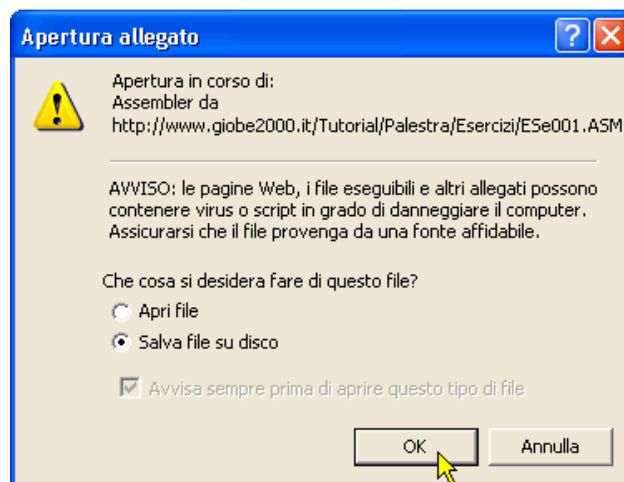 Apertura allegato
Apertura in corso di:
Assembler da
http://www.giobe2000.it/Tutorial/Palestra/Esercizi/ESe001.ASM
AVVISO: le pagine Web, i file eseguibili e altri allegati possono
contenere virus o script in grado di danneggiare il computer.
Assicurarsi che il file provenga da una fonte affidabile.
Che cosa si desidera fare di questo file?
Apri file
Salva file su disco
Avvisa sempre prima di aprire questo tipo di file
OK
Annulla